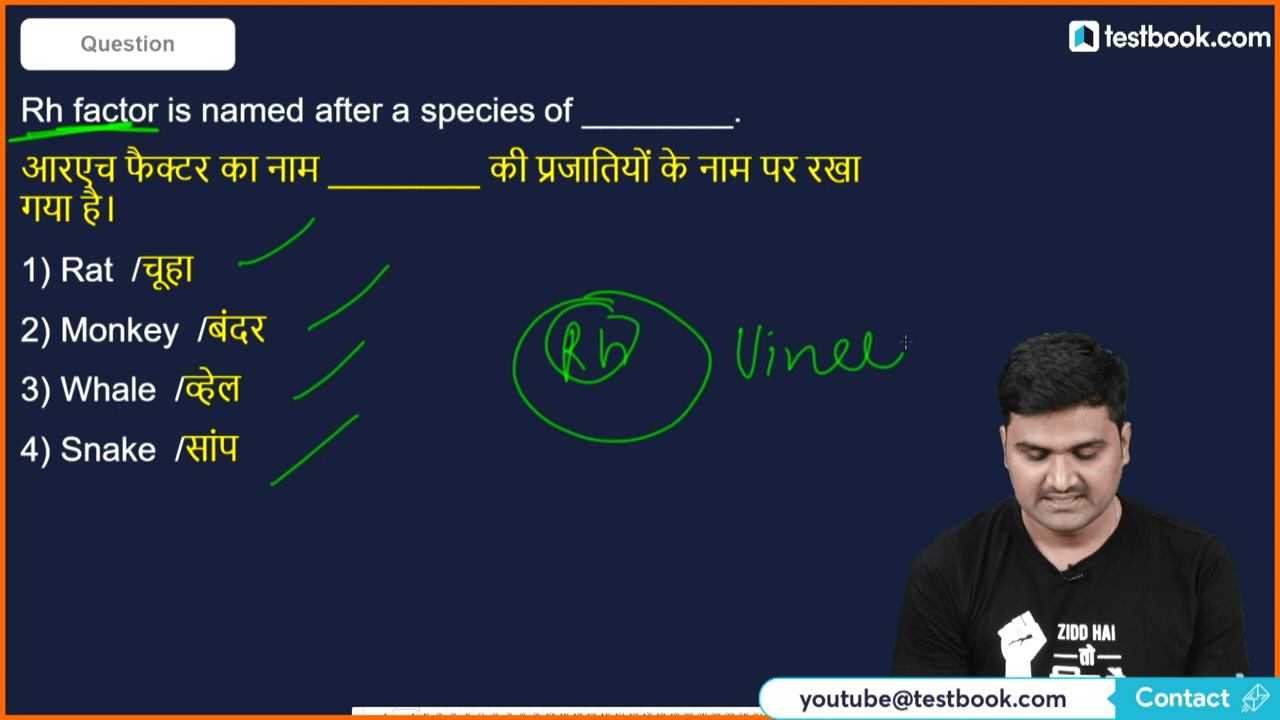 Question
testbook.com
Rh factor is named after a species of ________.
आरएच फैक्टर का नाम ________ की प्रजातियों के नाम पर रखा
गया है।
1) Rat /चूहा
2) Monkey /बंदर
3) Whale /व्हेल
4) Snake /सांप
Rh
Vince
ZIDD HAI
तो
youtube@testbook.com
Contact